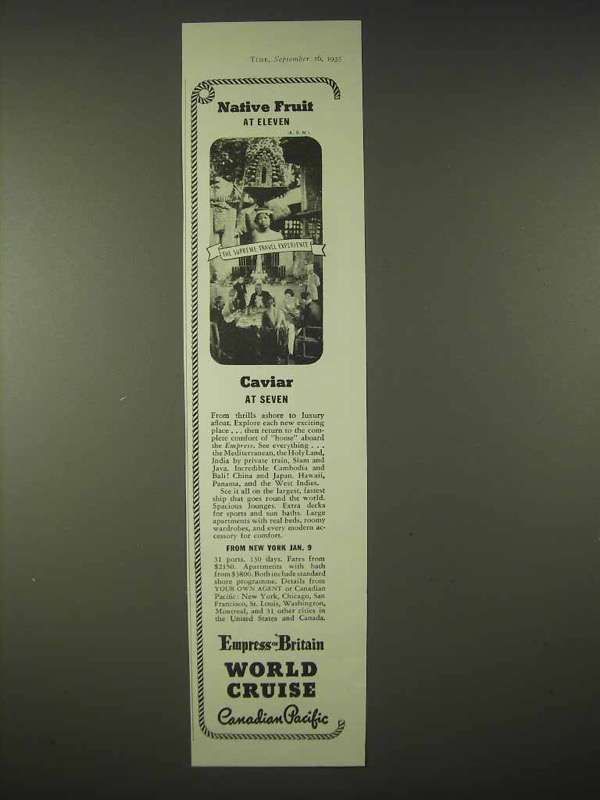 TIME, September 16, 1935
Native Fruit
AT ELEVEN
THE SUPREME TRAVEL EXPERIENCE!
Caviar
AT SEVEN
From thrills ashore to luxury
afloat. Explore each new exciting
place . . . then return to the com-
plete comfort of "home" aboard
the Empress. See everything . . .
the Mediterranean, the Holy Land,
India by private train, Siam and
Java. Incredible Cambodia and
Bali! China and Japan. Hawaii,
Panama, and the West Indies.
See it all on the largest, fastest
ship that goes round the world.
Spacious lounges. Extra decks
for sports and sun baths. Large
apartments with real beds, roomy
wardrobes, and every modern ac-
cessory for comfort.
FROM NEW YORK JAN. 9
31 ports. 130 days. Fares from
$2150. Apartments with bath
from $3800. Both include standard
shore programme. Details from
YOUR OWN AGENT or Canadian
Pacific: New York, Chicago, San
Francisco, St. Louis, Washington,
Montreal, and 31 other cities in
the United States and Canada.
Empress of Britain
WORLD
CRUISE
Canadian Pacific